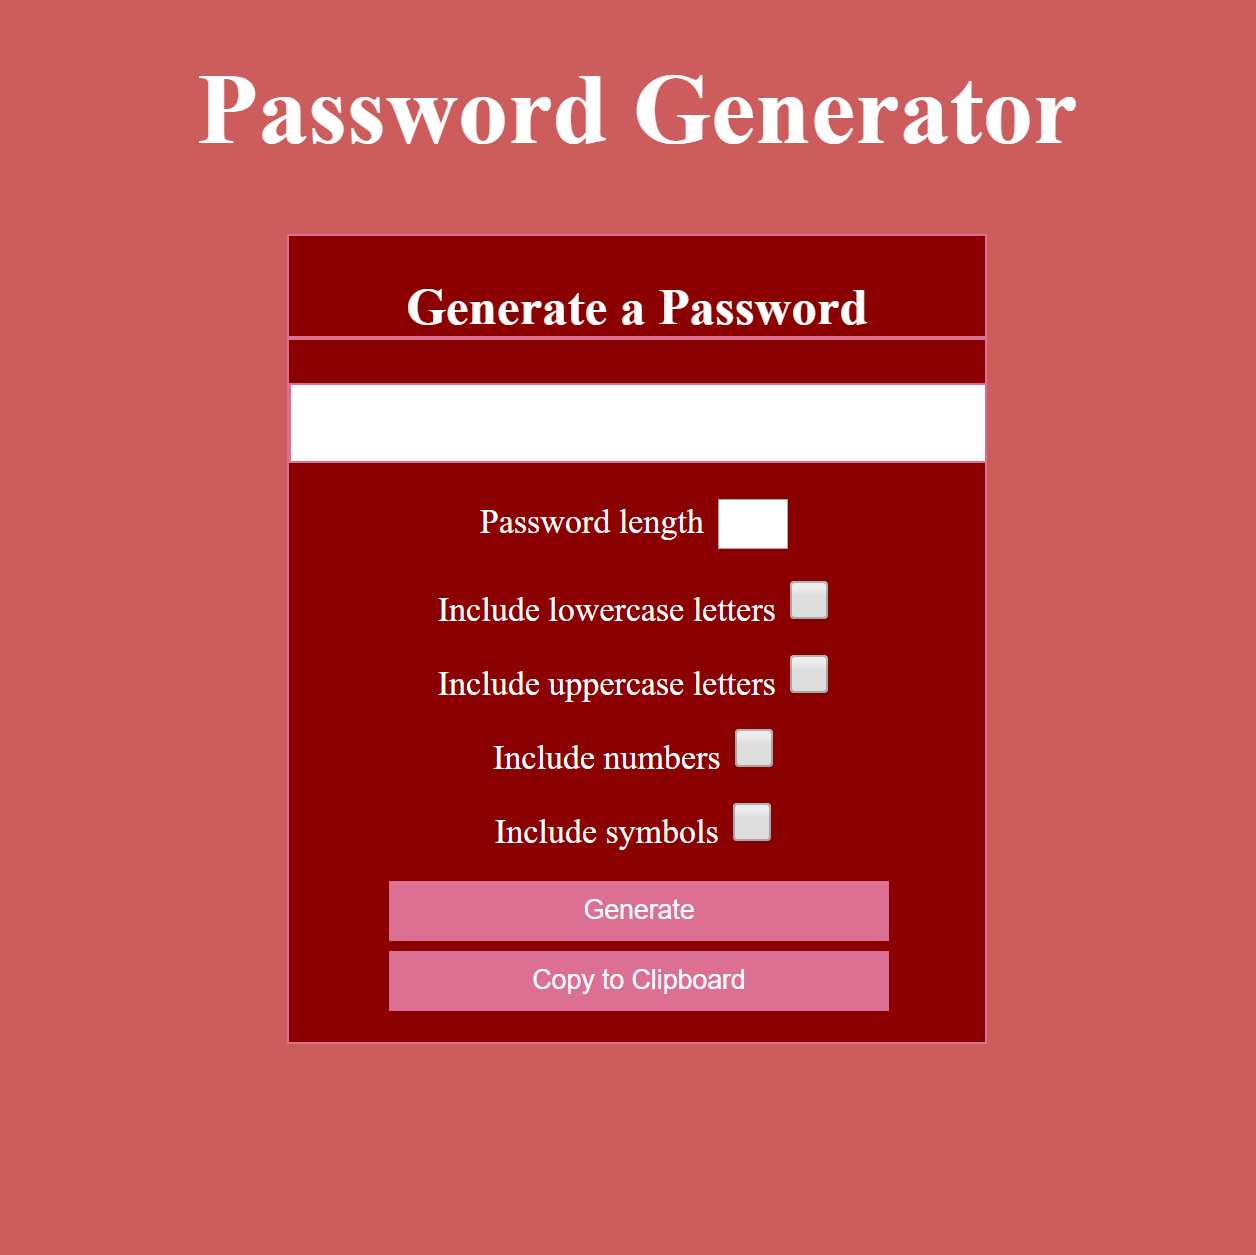 Password Generator
Generate a Password
Password length
Include lowercase letters
Include uppercase letters
Include numbers
Include symbols
Generate
Copy to Clipboard